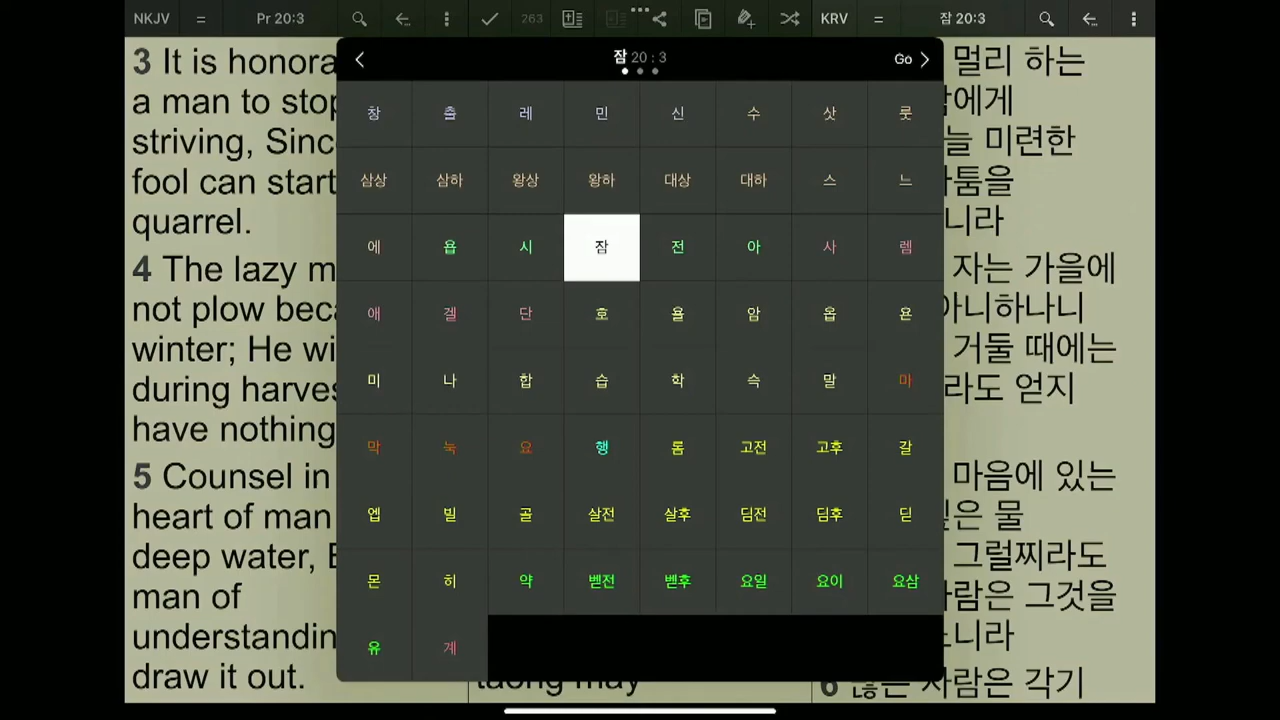 NKJV = Pr 20:3 263 KRV = 잠 20:3
잠 20 : 3
Go
창 출 레 민 신 수 삿 룻
삼상 삼하 왕상 왕하 대상 대하 스 느
에 욥 시 잠 전 아 사 렘
애 겔 단 호 욜 암 옵 욘
미 나 합 습 학 슥 말 마
막 눅 요 행 롬 고전 고후 갈
엡 빌 골 살전 살후 딤전 딤후 딛
몬 히 약 벧전 벧후 요일 요이 요삼
유 계
3 It is honora
a man to stop
striving, Sinc
fool can start
quarrel.
4 The lazy m
not plow beca
winter; He wi
during harves
have nothing
5 Counsel in
heart of man
deep water,
man of
understandin
draw it out.
멀리 하는
에게
늘 미련한
툼을
니라
자는 가을에
아니하나니
거둘 때에는
라도 얻지
마음에 있는
은 물
그럴찌라도
사람은 그것을
느니라
6 많은 사람은 각기